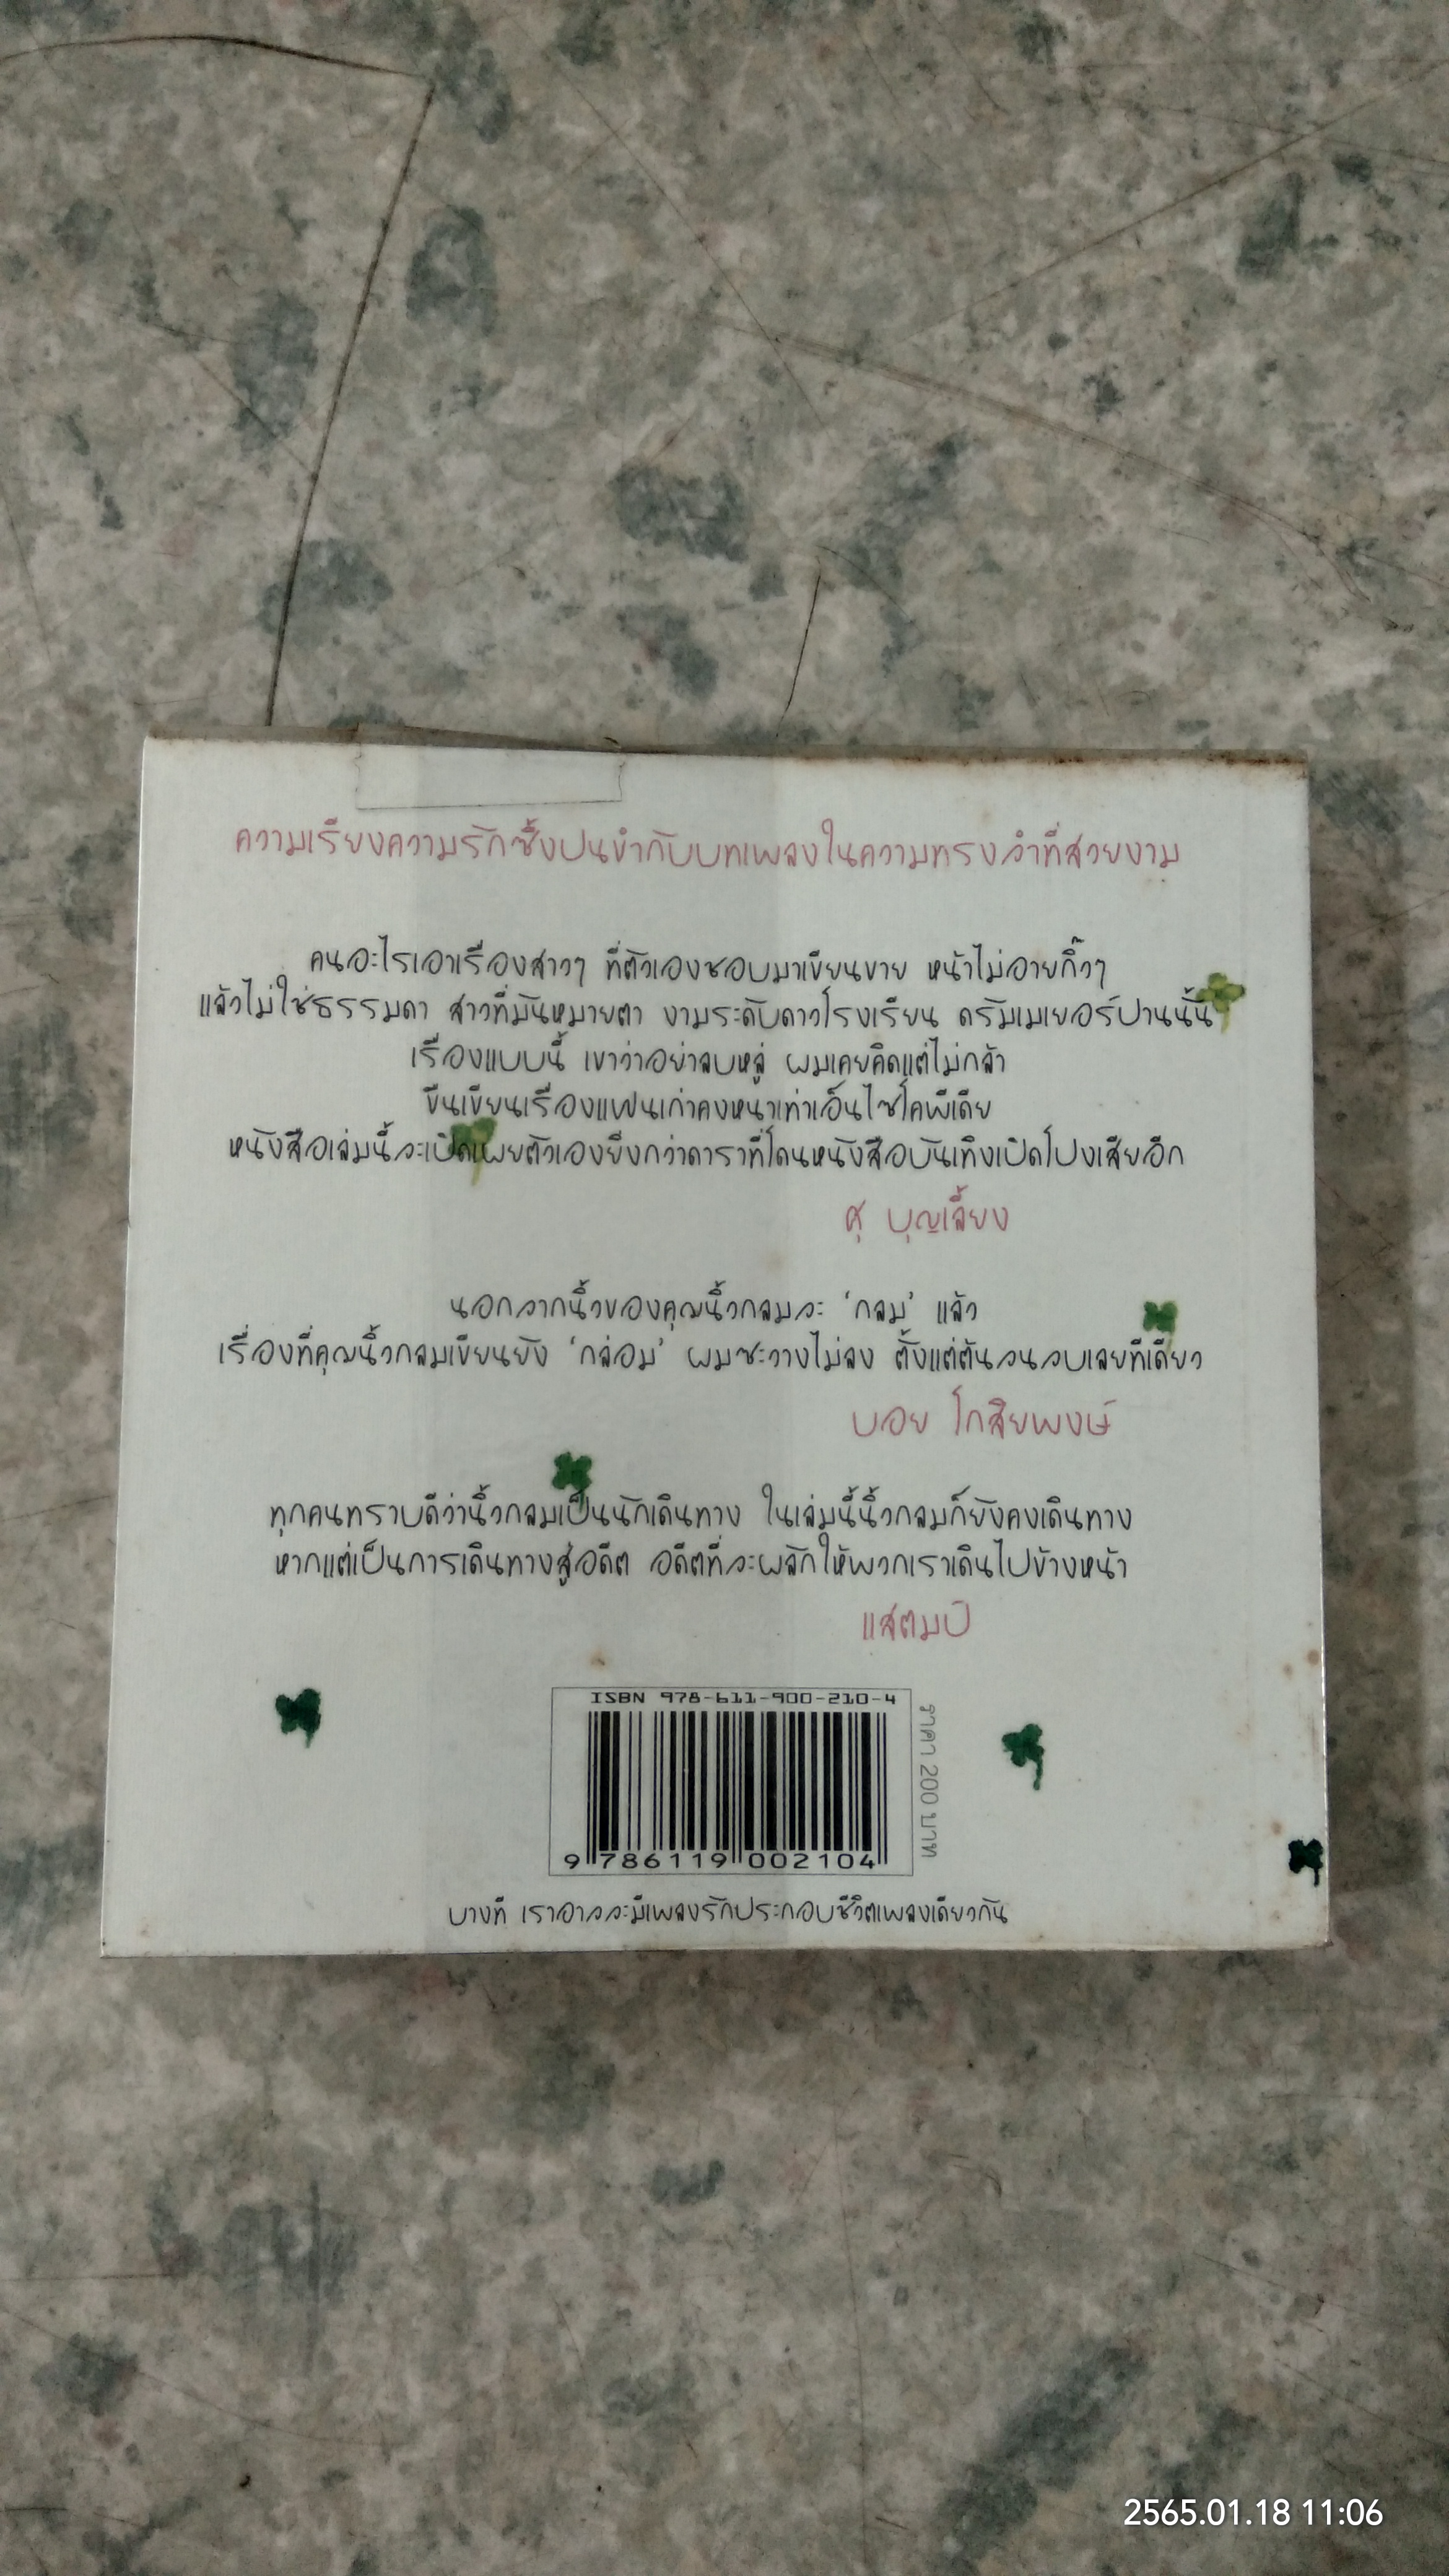 ความเรียงความรักซึ้งปนขำกับบทเพลงในความทรงจำที่สวยงาม
คนอะไรเอาเรื่องสาวๆ ที่ตัวเองชอบมาเขียนขาย หน้าไม่อายกิ๊วๆ
แล้วไม่ใช่ธรรมดา สาวที่มันหมายตา งามระดับดาวโรงเรียน ดรัมเมเยอร์ปานนั้น
เรื่องแบบนี้ เขาว่าอย่าลบหลู่ ผมเคยคิดแต่ไม่กล้า
ขืนเขียนเรื่องแฟนเก่าคงหนาเท่าเอ็นไซโคพีเดีย
หนังสือเล่มนี้จะเปิดเผยตัวเองยิ่งกว่าดาราที่โดนหนังสือบันเทิงเปิดโปงเสียอีก
ศุ บุญเลี้ยง
นอกจากนิ้วของคุณนิ้วกลมจะ 'กลม' แล้ว
เรื่องที่คุณนิ้วกลมเขียนยัง 'กล่อม' ผมซะวางไม่ลง ตั้งแต่ต้นจนจบเลยทีเดียว
บอย โกสิยพงษ์
ทุกคนทราบดีว่านิ้วกลมเป็นนักเดินทาง ในเล่มนี้นิ้วกลมก็ยังคงเดินทาง
หากแต่เป็นการเดินทางสู่อดีต อดีตที่จะผลักให้พวกเราเดินไปข้างหน้า
แสตมป์
ISBN 978-611-900-210-4
9 786119 002104
ราคา 200 บาท
บางที เราอาจจะมีเพลงรักประกอบชีวิตเพลงเดียวกัน
2565.01.18 11:06